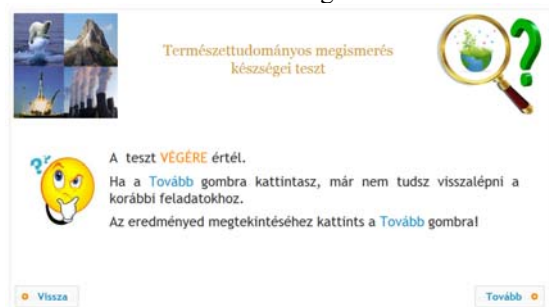 Természettudományos megismerés
készségei teszt
A teszt VÉGÉRE értél.
Ha a Tovább gombra kattintasz, már nem tudsz visszalépni a
korábbi feladatokhoz.
Az eredményed megtekintéséhez kattints a Tovább gombra!
Vissza
Tovább